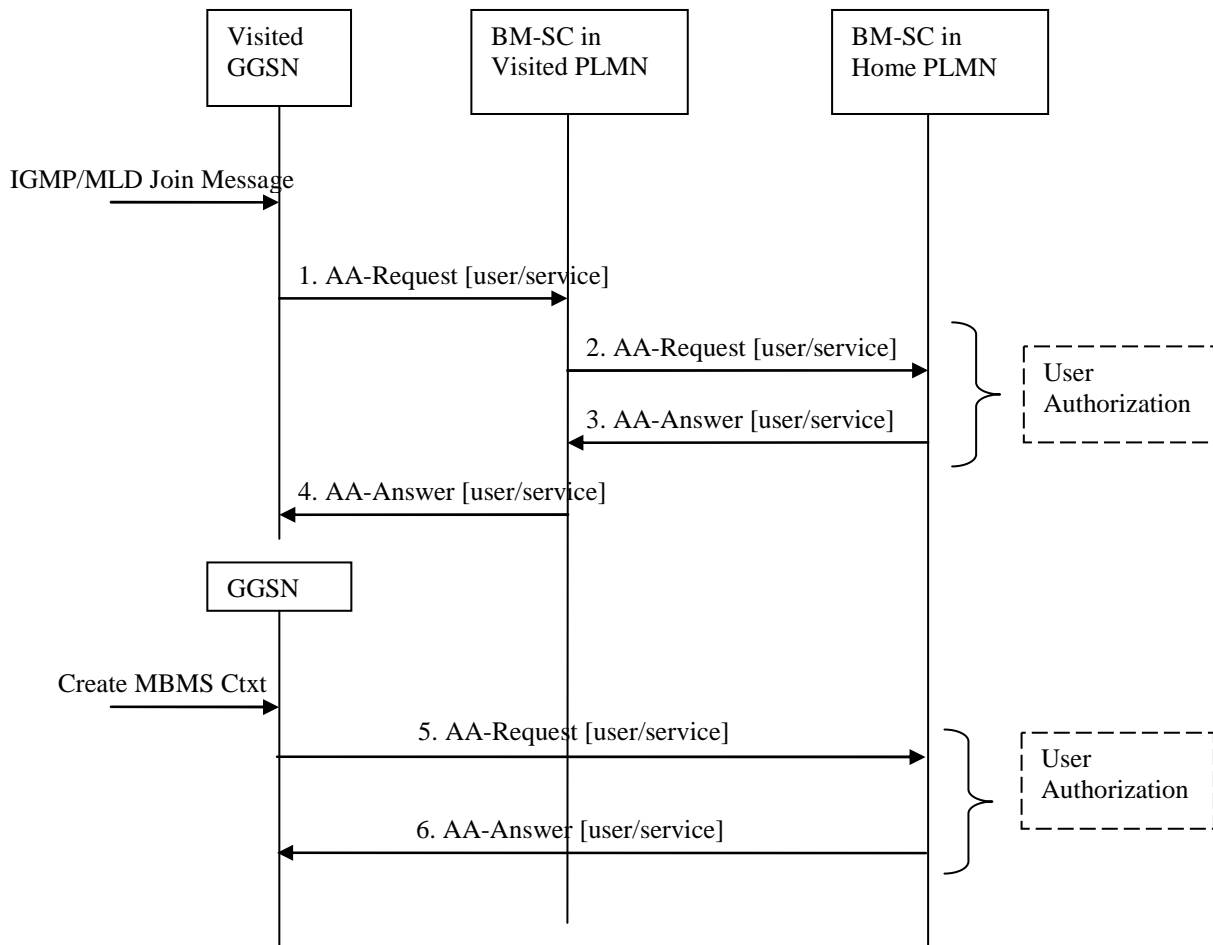 Visited
GGSN
BM-SC in
Visited PLMN
BM-SC in
Home PLMN
IGMP/MLD Join Message
1. AA-Request [user/service]
2. AA-Request [user/service]
User
Authorization
3. AA-Answer [user/service]
4. AA-Answer [user/service]
GGSN
Create MBMS Ctxt
5. AA-Request [user/service]
User
Authorization
6. AA-Answer [user/service]